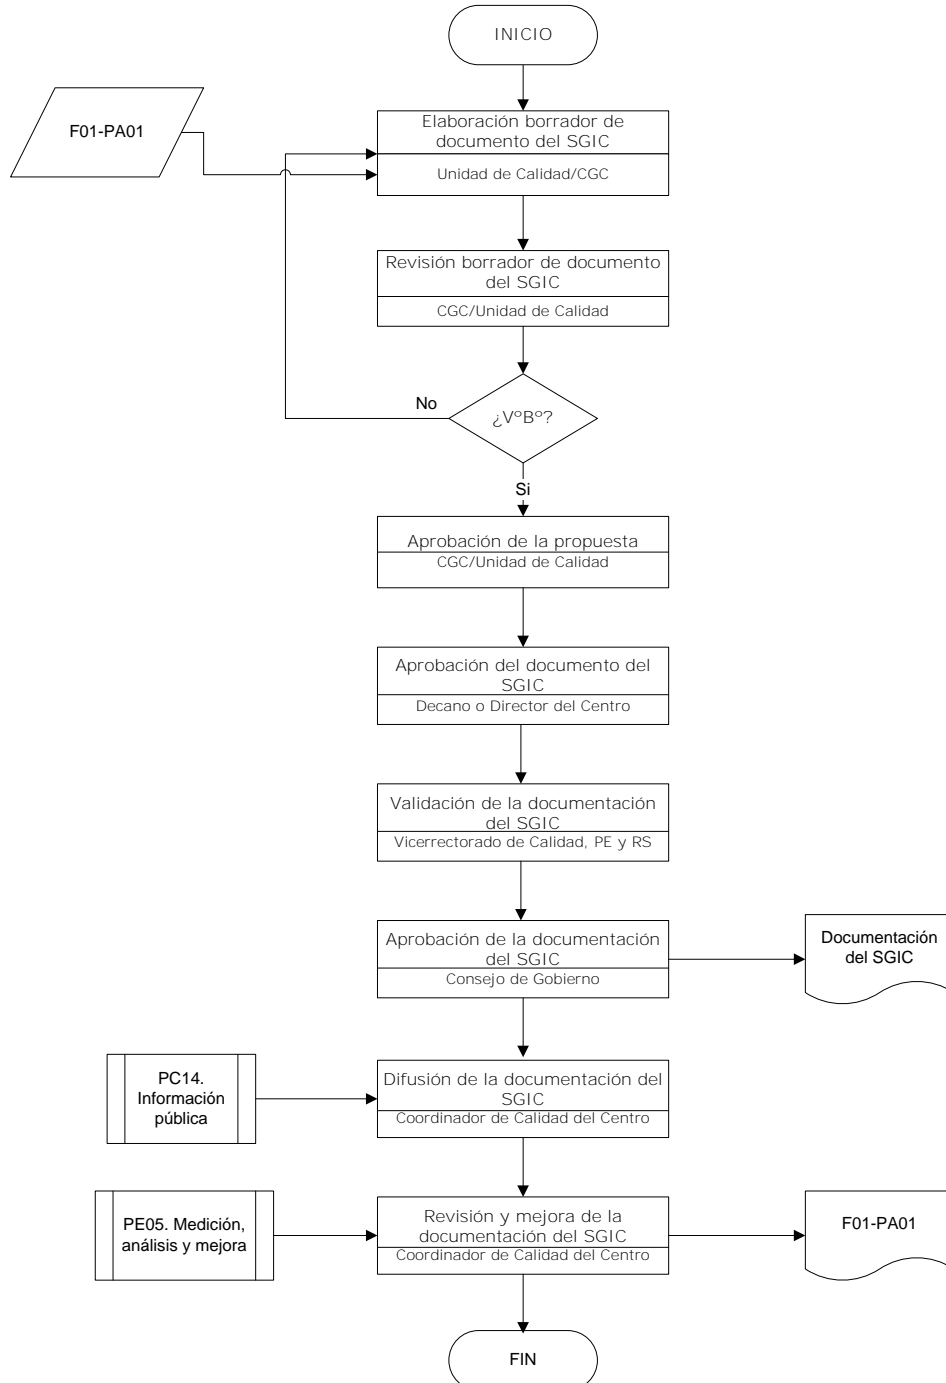 INICIO
F01-PA01
Elaboración borrador de
documento del SGIC
Unidad de Calidad/CGC
Revisión borrador de documento
del SGIC
CGC/Unidad de Calidad
No
¿VºBº?
Si
Aprobación de la propuesta
CGC/Unidad de Calidad
Aprobación del documento del
SGIC
Decano o Director del Centro
Validación de la documentación
del SGIC
Vicerrectorado de Calidad, PE y RS
Aprobación de la documentación
del SGIC
Consejo de Gobierno
Documentación
del SGIC
PC14.
Información
pública
Difusión de la documentación del
SGIC
Coordinador de Calidad del Centro
PE05. Medición,
análisis y mejora
Revisión y mejora de la
documentación del SGIC
Coordinador de Calidad del Centro
F01-PA01
FIN